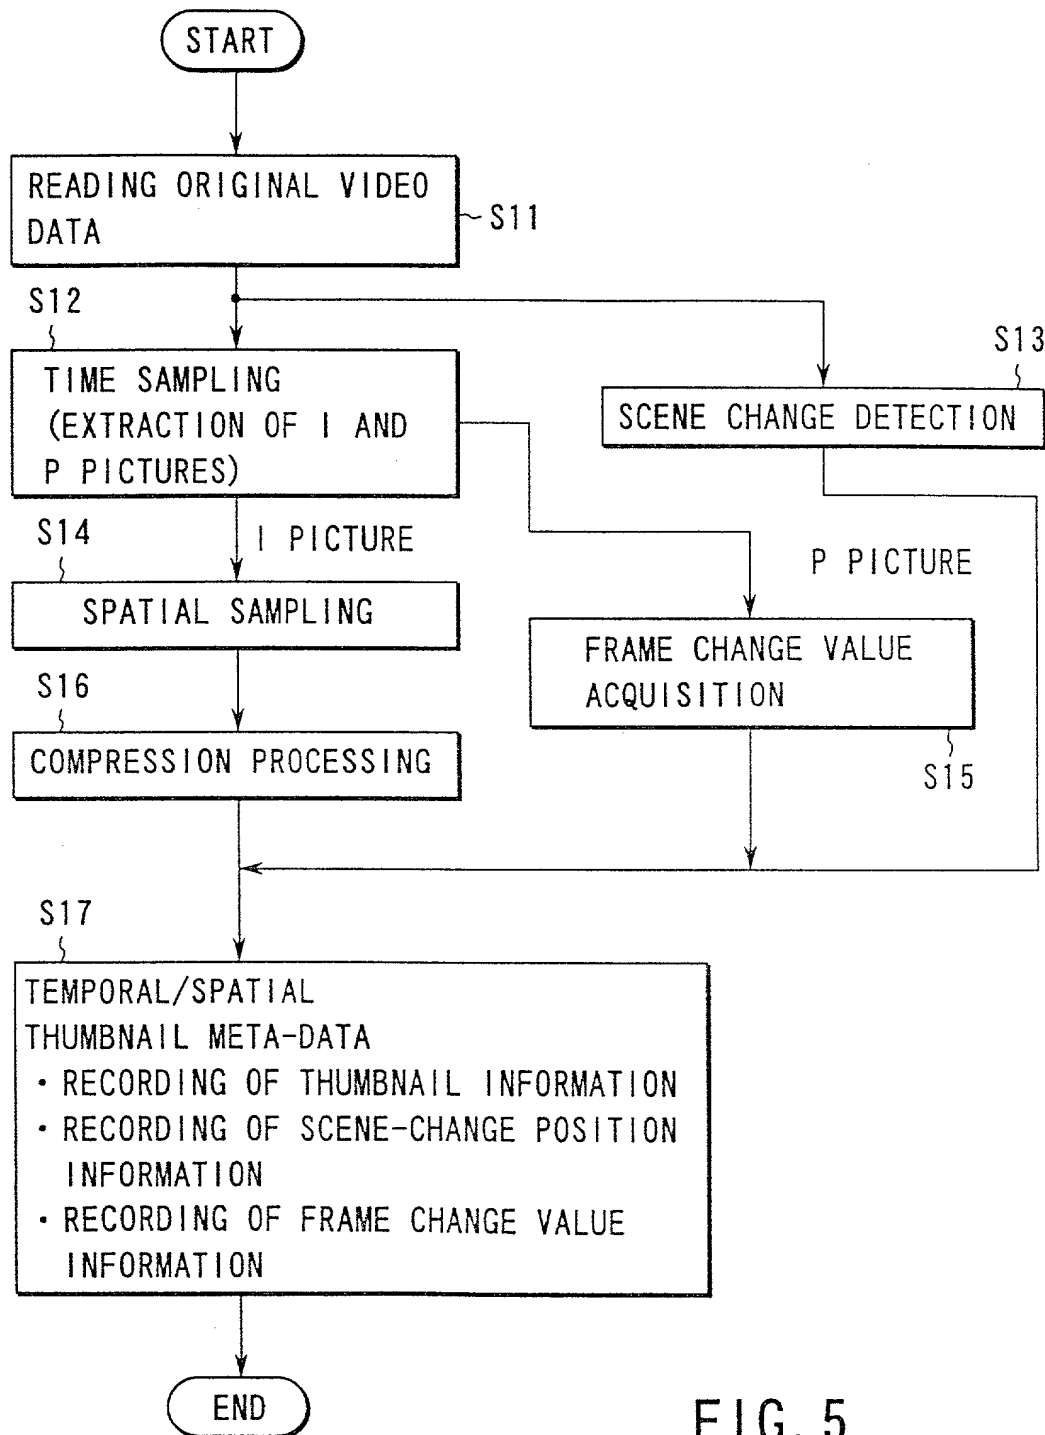 START
READING ORIGINAL VIDEO
DATA
S11
S12
TIME SAMPLING
(EXTRACTION OF I AND
P PICTURES)
S13
SCENE CHANGE DETECTION
S14
I PICTURE
P PICTURE
SPATIAL SAMPLING
FRAME CHANGE VALUE
ACQUISITION
S15
S16
COMPRESSION PROCESSING
S17
TEMPORAL/SPATIAL
THUMBNAIL META-DATA
・RECORDING OF THUMBNAIL INFORMATION
・RECORDING OF SCENE-CHANGE POSITION
INFORMATION
・RECORDING OF FRAME CHANGE VALUE
INFORMATION
END
FIG. 5